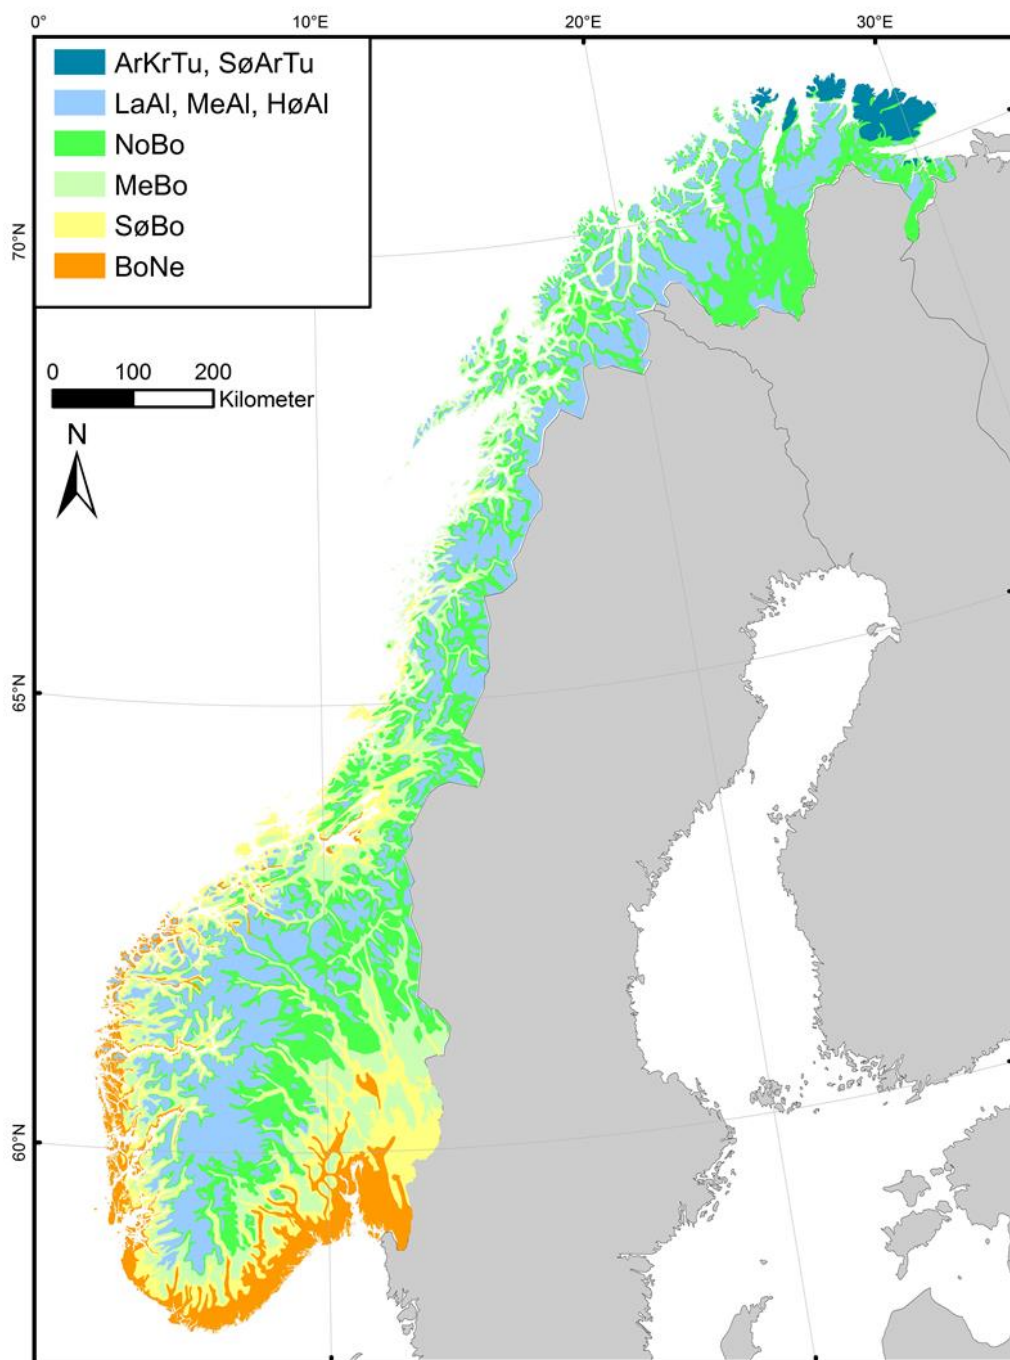 0° 10°E 20°E 30°E
ArKrTu, SøArTu
LaAl, MeAl, HøAl
NoBo
MeBo
SøBo
BoNe
70°N
0 100 200
Kilometer
N
65°N
60°N